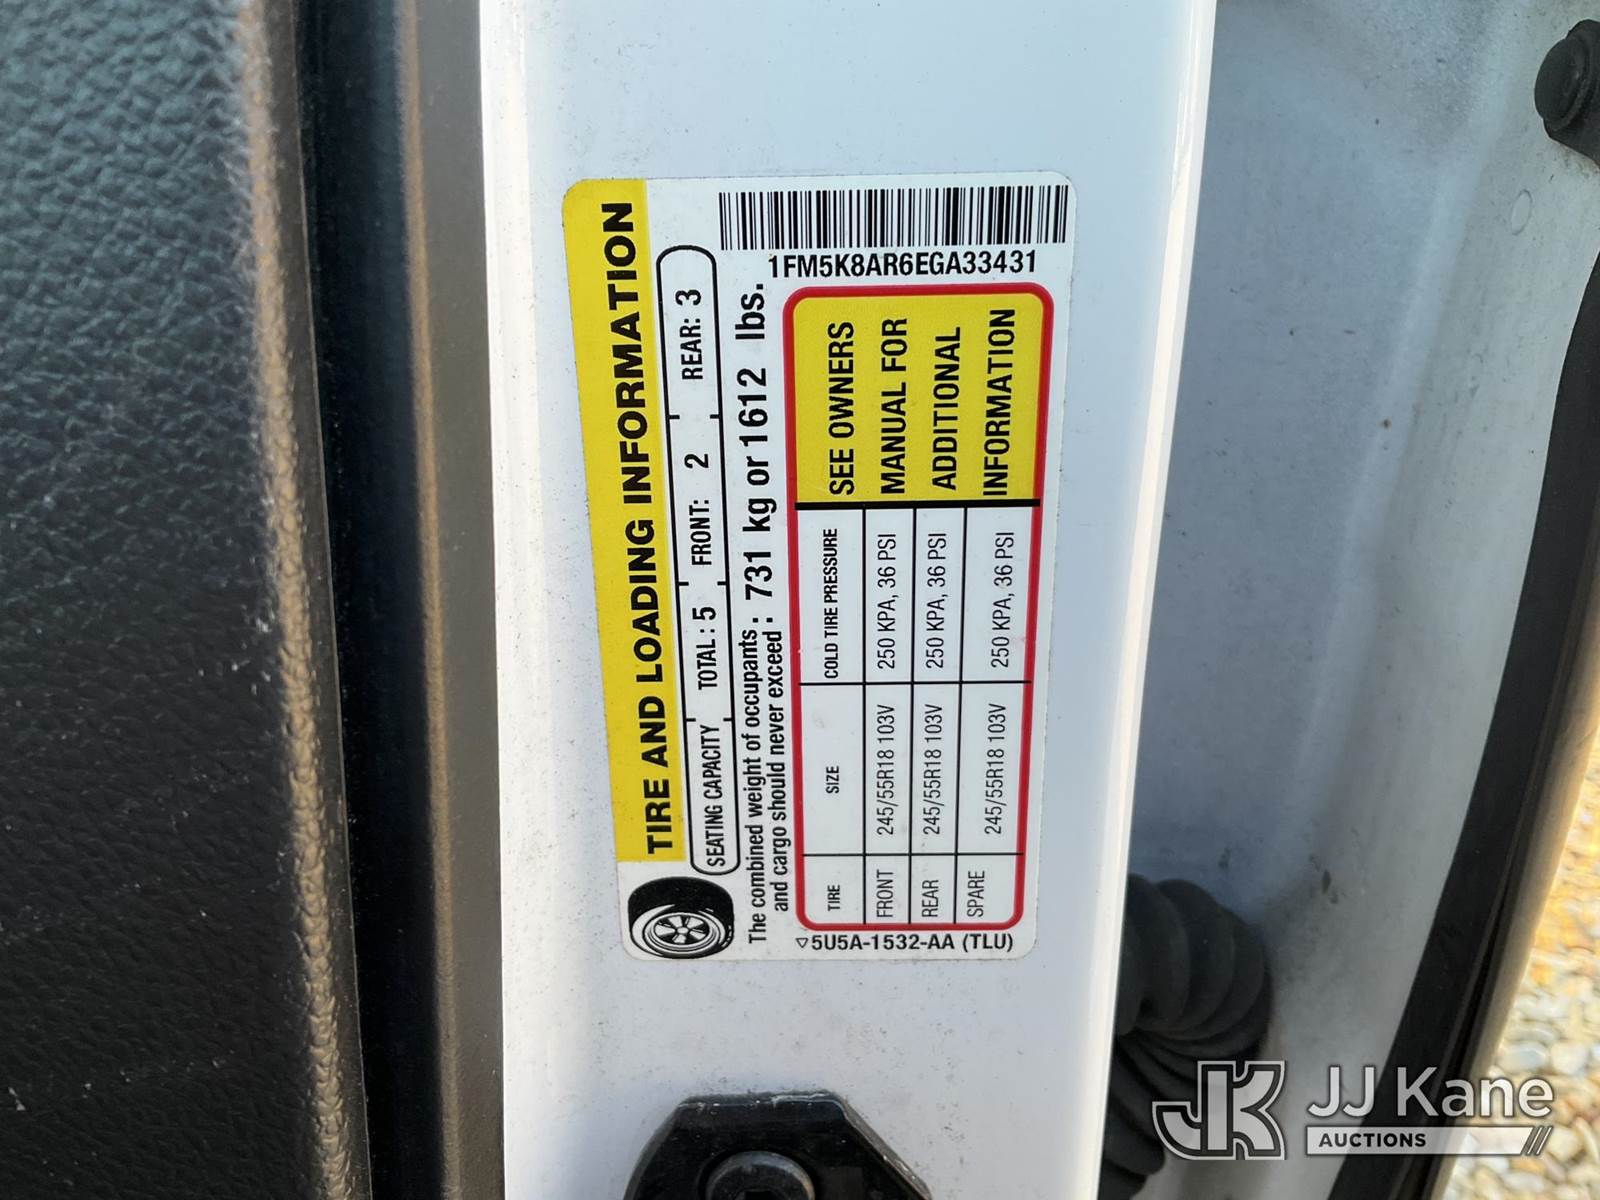 TIRE AND LOADING INFORMATION
SEATING CAPACITY TOTAL: 5 FRONT: 2 REAR: 3
The combined weight of occupants and cargo should never exceed: 731 kg or 1612 lbs.
TIRE SIZE COLD TIRE PRESSURE
FRONT 245/55R18 103V 250 KPA, 36 PSI
REAR 245/55R18 103V 250 KPA, 36 PSI
SPARE 245/55R18 103V 250 KPA, 36 PSI
SEE OWNERS
MANUAL FOR
ADDITIONAL
INFORMATION
5U5A-1532-AA (TLU)
1FM5K8AR6EGA33431
JK JJ Kane
AUCTIONS